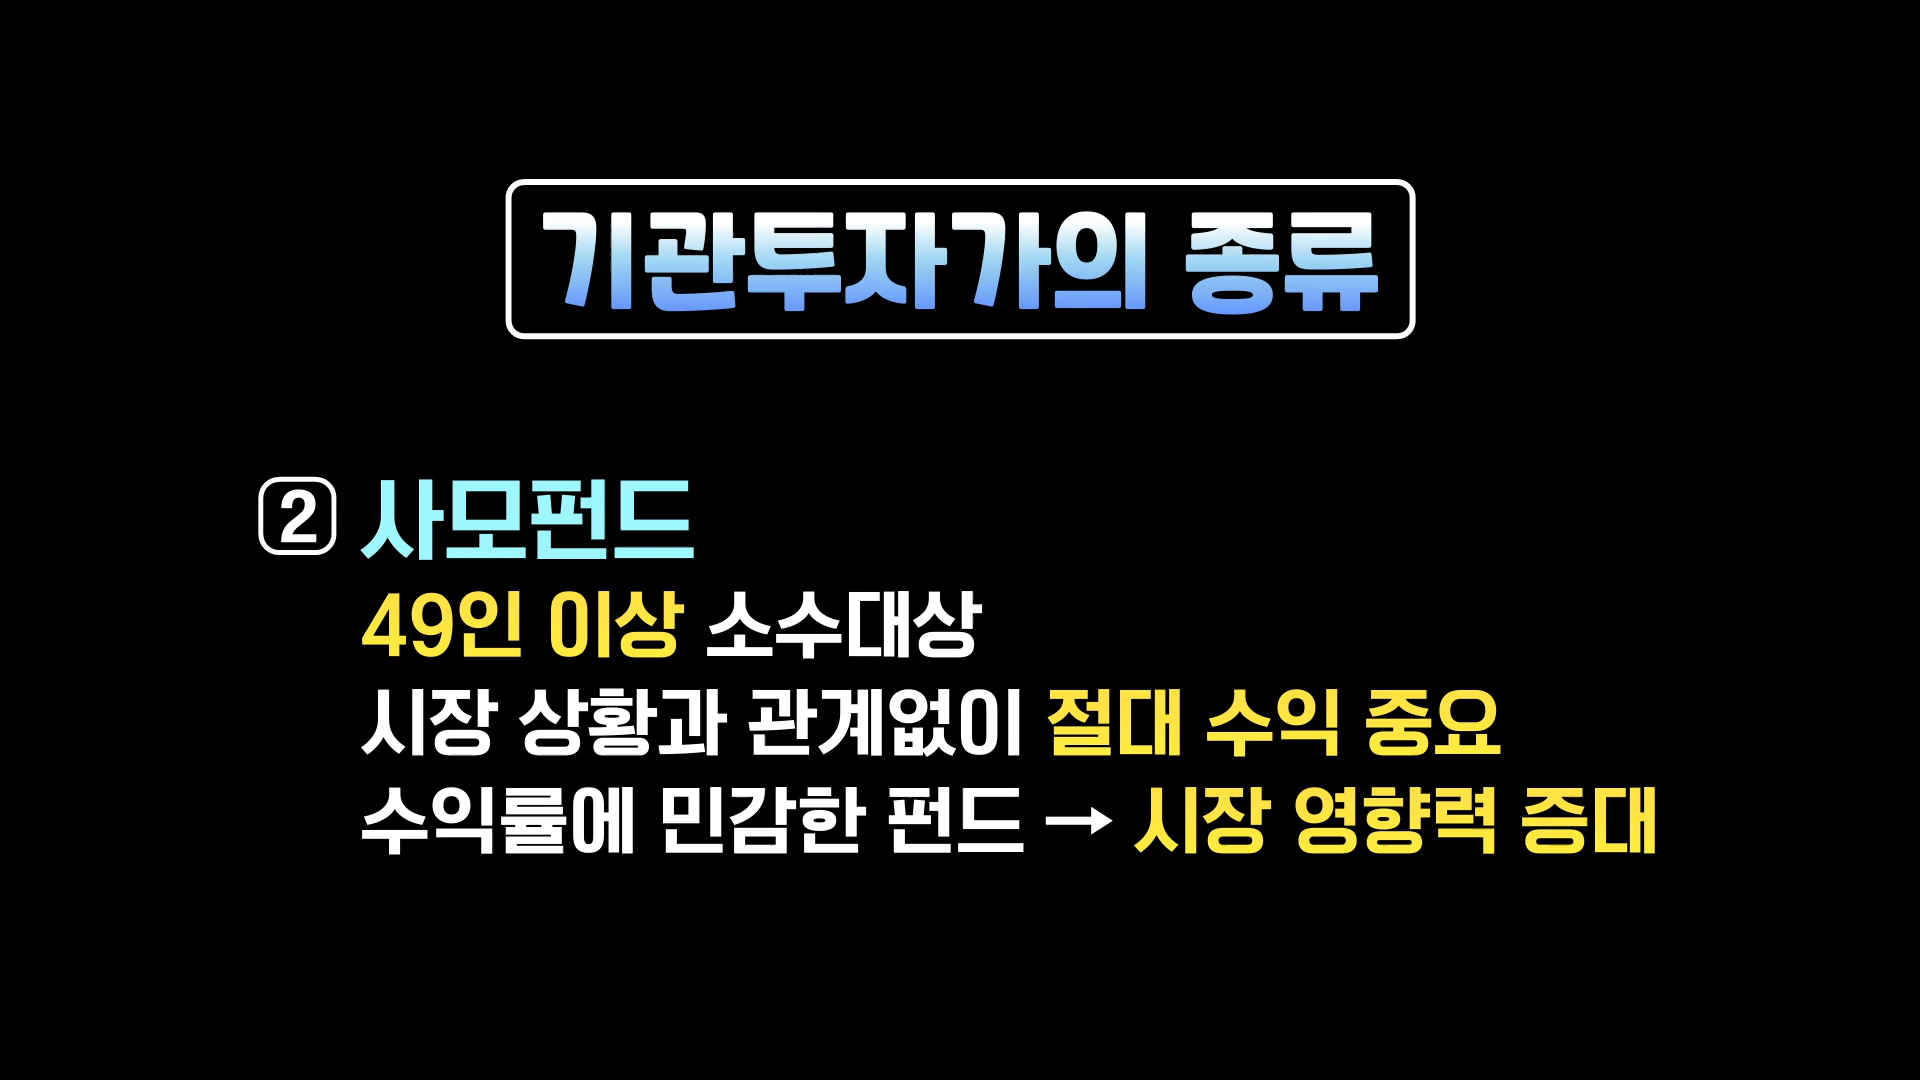 기관투자가의 종류
2 사모펀드
49인 이상 소수대상
시장 상황과 관계없이 절대 수익 중요
수익률에 민감한 펀드 → 시장 영향력 증대